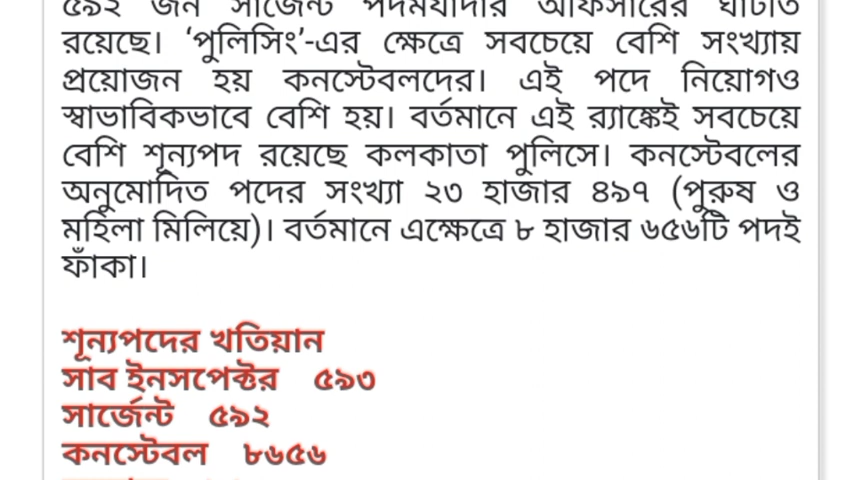 ৫৯২ জন সার্জেন্ট পদমর্যাদার অফিসারের ঘাটতি
রয়েছে। ‘পুলিসিং’-এর ক্ষেত্রে সবচেয়ে বেশি সংখ্যায়
প্রয়োজন হয় কনস্টেবলদের। এই পদে নিয়োগও
স্বাভাবিকভাবে বেশি হয়। বর্তমানে এই র‍্যাঙ্কেই সবচেয়ে
বেশি শূন্যপদ রয়েছে কলকাতা পুলিসে। কনস্টেবলের
অনুমোদিত পদের সংখ্যা ২৩ হাজার ৪৯৭ (পুরুষ ও
মহিলা মিলিয়ে)। বর্তমানে এক্ষেত্রে ৮ হাজার ৬৫৬টি পদই
ফাঁকা।
শূন্যপদের খতিয়ান
সাব ইনসপেক্টর ৫৯৩
সার্জেন্ট ৫৯২
কনস্টেবল ৮৬৫৬